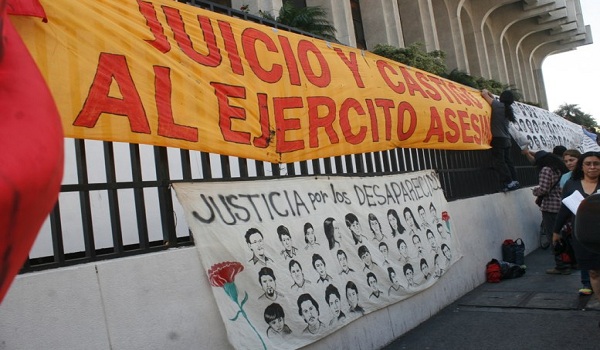 JUICIO Y CASTIGO
AL EJERCITO ASESINO
JUSTICIA por los DESAPARECIDOS